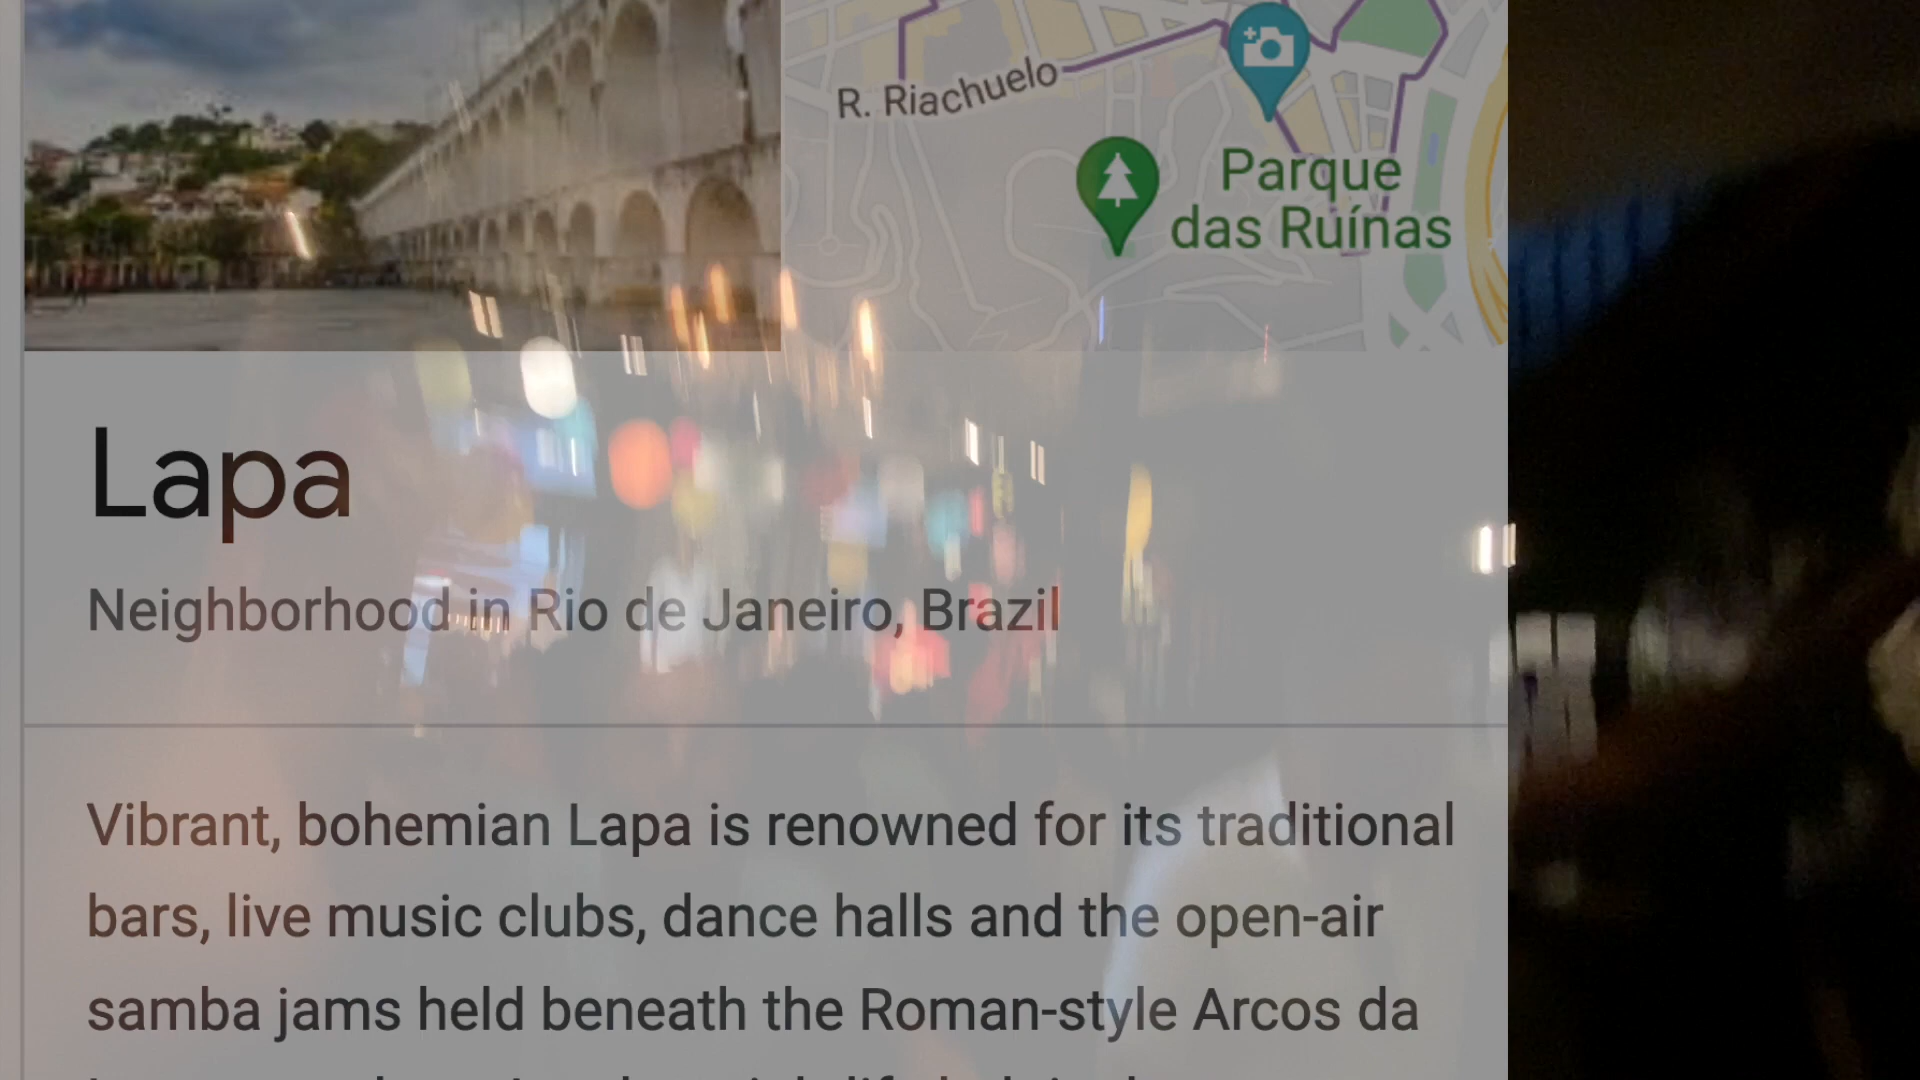 R. Riachuelo
Parque
das Ruínas
Lapa
Neighborhood in Rio de Janeiro, Brazil
Vibrant, bohemian Lapa is renowned for its traditional
bars, live music clubs, dance halls and the open-air
samba jams held beneath the Roman-style Arcos da